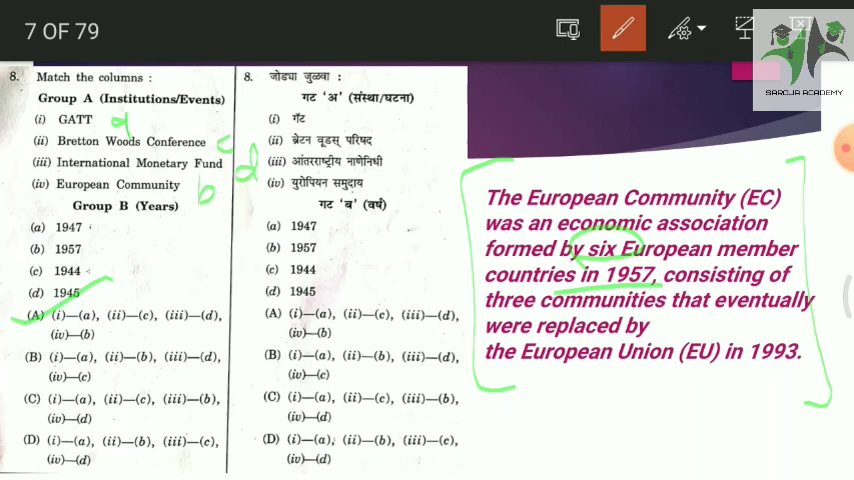 7 OF 79
SAROJA ACADEMY
8. Match the columns :
Group A (Institutions/Events)
(i) GATT a
(ii) Bretton Woods Conference c
(iii) International Monetary Fund d
(iv) European Community b
Group B (Years)
(a) 1947
(b) 1957
(c) 1944
(d) 1945
(A) (i)—(a), (ii)—(c), (iii)—(d),
(iv)—(b)
(B) (i)—(a), (ii)—(b), (iii)—(d),
(iv)—(c)
(C) (i)—(a), (ii)—(c), (iii)—(b),
(iv)—(d)
(D) (i)—(a), (ii)—(b), (iii)—(c),
(iv)—(d)
8. जोड्या जुळवा :
गट 'अ' (संस्था/घटना)
(i) गॅट
(ii) ब्रेटन वूडस् परिषद
(iii) आंतरराष्ट्रीय नाणेनिधी
(iv) युरोपियन समुदाय
गट 'ब' (वर्ष)
(a) 1947
(b) 1957
(c) 1944
(d) 1945
(A) (i)—(a), (ii)—(c), (iii)—(d),
(iv)—(b)
(B) (i)—(a), (ii)—(b), (iii)—(d),
(iv)—(c)
(C) (i)—(a), (ii)—(c), (iii)—(b),
(iv)—(d)
(D) (i)—(a), (ii)—(b), (iii)—(c),
(iv)—(d)
The European Community (EC)
was an economic association
formed by six European member
countries in 1957, consisting of
three communities that eventually
were replaced by
the European Union (EU) in 1993.